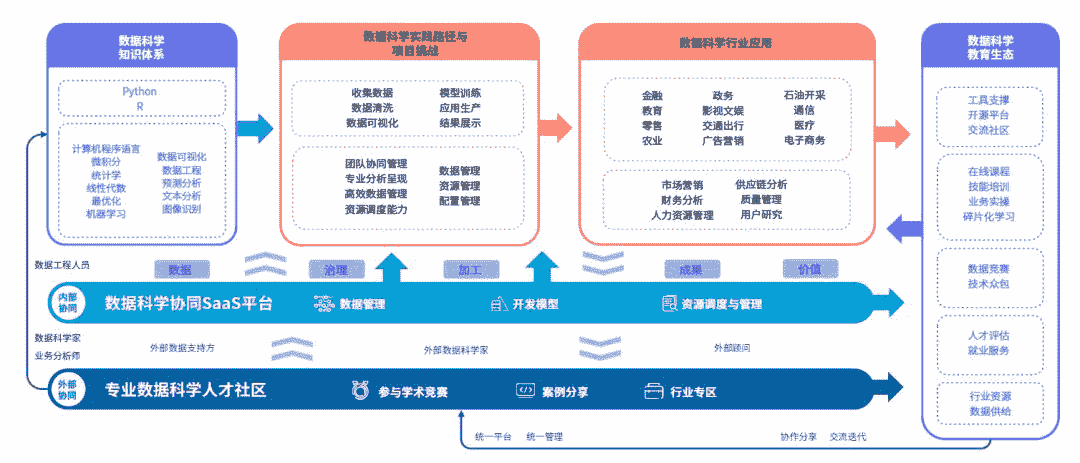 数据科学
知识体系
Python
R
计算机程序语言
微积分
统计学
线性代数
最优化
机器学习
数据可视化
数据工程
预测分析
文本分析
图像识别
数据科学实践路径与
项目挑战
收集数据
数据清洗
数据可视化
模型训练
应用生产
结果展示
团队协同管理
专业分析呈现
高效数据管理
资源调度能力
数据管理
资源管理
配置管理
数据科学行业应用
金融
教育
零售
农业
政务
影视文娱
交通出行
广告营销
石油开采
通信
医疗
电子商务
市场营销
财务分析
人力资源管理
供应链分析
质量管理
用户研究
数据科学
教育生态
工具支撑
开源平台
交流社区
在线课程
技能培训
业务实操
碎片化学习
数据竞赛
技术众包
人才评估
就业服务
行业资源
数据供给
数据工程人员
数据
治理
加工
成果
价值
内部
协同
数据科学协同SaaS平台
数据管理
开发模型
资源调度与管理
数据科学家
业务分析师
外部数据支持方
外部数据科学家
外部顾问
外部
协同
专业数据科学人才社区
参与学术竞赛
案例分享
行业专区
统一平台 统一管理
协作分享 交流迭代